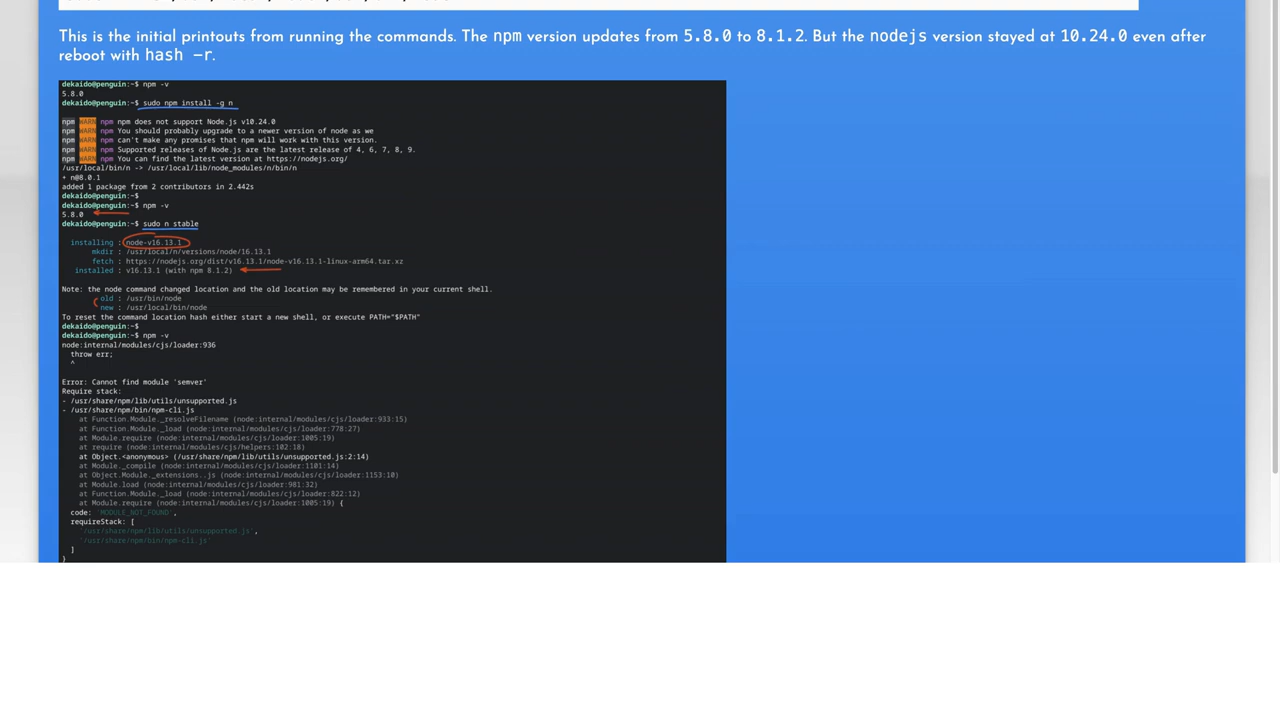 This is the initial printouts from running the commands. The npm version updates from 5.8.0 to 8.1.2. But the nodejs version stayed at 10.24.0 even after
reboot with hash –r.
dekaido@penguin:~$ npm -v
5.8.0
dekaido@penguin:~$ sudo npm install -g n
npm WARN npm npm does not support Node.js v10.24.0
npm WARN npm You should probably upgrade to a newer version of node as we
npm WARN npm can't make any promises that npm will work with this version.
npm WARN npm Supported releases of Node.js are the latest release of 4, 6, 7, 8, 9.
npm WARN npm You can find the latest version at https://nodejs.org/
/usr/local/bin/n -> /usr/local/lib/node_modules/n/bin/n
+ n@8.0.1
added 1 package from 2 contributors in 2.442s
dekaido@penguin:~$
dekaido@penguin:~$ npm -v
5.8.0
dekaido@penguin:~$ sudo n stable
installing : node-v16.13.1
mkdir : /usr/local/n/versions/node/16.13.1
fetch : https://nodejs.org/dist/v16.13.1/node-v16.13.1-linux-arm64.tar.xz
installed : v16.13.1 (with npm 8.1.2)
Note: the node command changed location and the old location may be remembered in your current shell.
old : /usr/bin/node
new : /usr/local/bin/node
To reset the command location hash either start a new shell, or execute PATH="$PATH"
dekaido@penguin:~$
dekaido@penguin:~$ npm -v
node:internal/modules/cjs/loader:936
throw err;
^
Error: Cannot find module 'semver'
Require stack:
- /usr/share/npm/lib/utils/unsupported.js
- /usr/share/npm/bin/npm-cli.js
at Function.Module._resolveFilename (node:internal/modules/cjs/loader:933:15)
at Function.Module._load (node:internal/modules/cjs/loader:778:27)
at Module.require (node:internal/modules/cjs/loader:1005:19)
at require (node:internal/modules/cjs/helpers:102:18)
at Object.<anonymous> (/usr/share/npm/lib/utils/unsupported.js:2:14)
at Module._compile (node:internal/modules/cjs/loader:1101:14)
at Object.Module._extensions..js (node:internal/modules/cjs/loader:1153:10)
at Module.load (node:internal/modules/cjs/loader:981:32)
at Function.Module._load (node:internal/modules/cjs/loader:822:12)
at Module.require (node:internal/modules/cjs/loader:1005:19) {
code: 'MODULE_NOT_FOUND',
requireStack: [
'/usr/share/npm/lib/utils/unsupported.js',
'/usr/share/npm/bin/npm-cli.js'
]
}